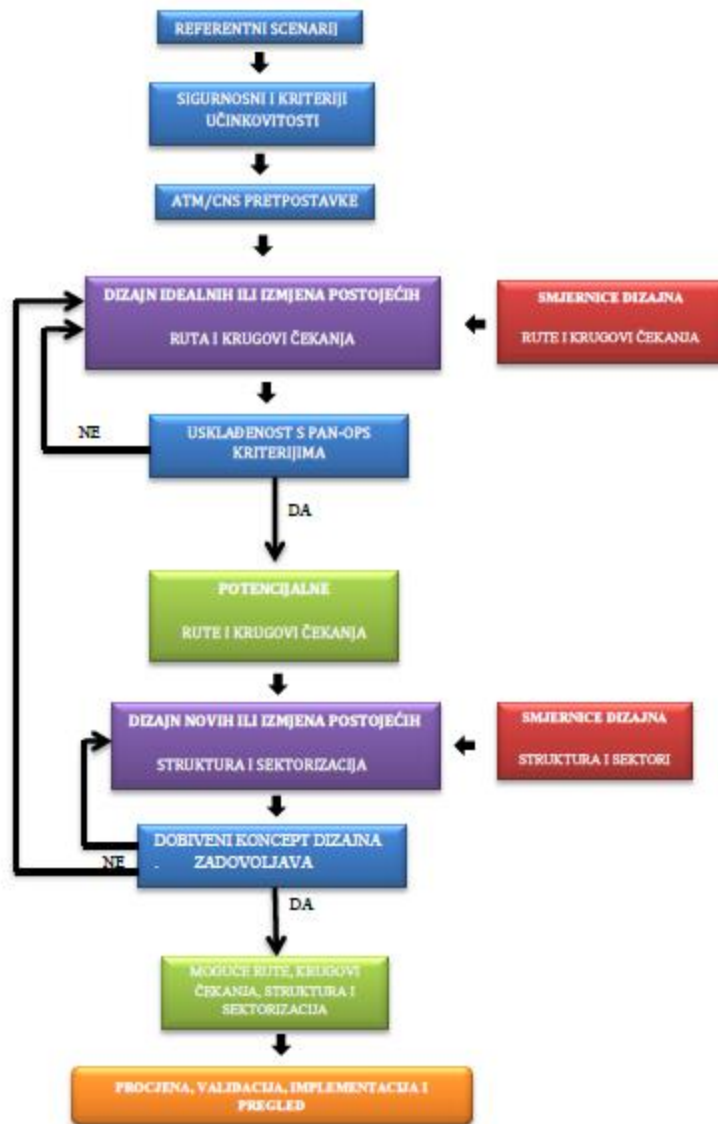 REFERENTNI SCENARIJ
SIGURNOSNI I KRITERIJI
UČINKOVITOSTI
ATM/CNS PRETPOSTAVKE
DIZAJN IDEALNIH ILI IZMJENA POSTOJEĆIH
RUTA I KRUGOVI ČEKANJA
SMJERNICE DIZAJNA
RUTE I KRUGOVI ČEKANJA
NE
USKLAĐENOST S PAN-OPS
KRITERIJIMA
DA
POTENCIJALNE
RUTE I KRUGOVI ČEKANJA
DIZAJN NOVIH ILI IZMJENA POSTOJEĆIH
STRUKTURA I SEKTORIZACIJA
SMJERNICE DIZAJNA
STRUKTURA I SEKTORI
DOBIVENI KONCEPT DIZAJNA
NE . ZADOVOLJAVA
DA
MOGUĆE RUTE, KRUGOVI
ČEKANJA, STRUKTURA I
SEKTORIZACIJA
PROCJENA, VALIDACIJA, IMPLEMENTACIJA I
PREGLED